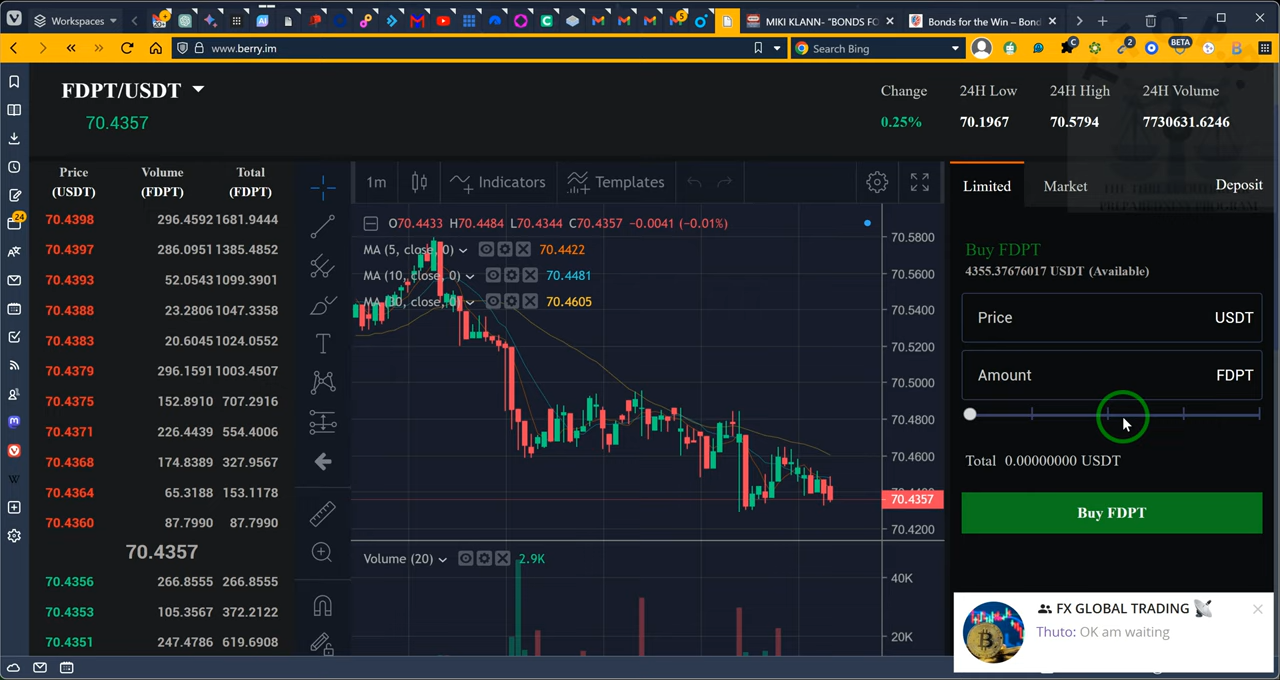 Workspaces
MIKI KLANN- "BONDS FO
Bonds for the Win – Bond
www.berry.im
Search Bing
C
2
BETA
FDPT/USDT
70.4357
Change
24H Low
24H High
24H Volume
0.25%
70.1967
70.5794
7730631.6246
Price
(USDT)
Volume
(FDPT)
Total
(FDPT)
70.4398 296.4592 1681.9444
70.4397 286.0951 1385.4852
70.4393 52.0543 1099.3901
70.4388 23.2806 1047.3358
70.4383 20.6045 1024.0552
70.4379 296.1591 1003.4507
70.4375 152.8910 707.2916
70.4371 226.4439 554.4006
70.4368 174.8389 327.9567
70.4364 65.3188 153.1178
70.4360 87.7990 87.7990
70.4357
70.4356 266.8555 266.8555
70.4353 105.3567 372.2122
70.4351 247.4786 619.6908
24
1m
Indicators
Templates
O70.4433 H70.4484 L70.4344 C70.4357 −0.0041 (−0.01%)
MA (5, close, 0) 70.4422
MA (10, close, 0) 70.4481
MA (30, close, 0) 70.4605
70.5800
70.5600
70.5400
70.5200
70.5000
70.4800
70.4600
70.4357
70.4200
Volume (20) 2.9K
40K
20K
Limited
Market
Deposit
Buy FDPT
4355.37676017 USDT (Available)
Price USDT
Amount FDPT
Total 0.00000000 USDT
Buy FDPT
FX GLOBAL TRADING
Thuto: OK am waiting